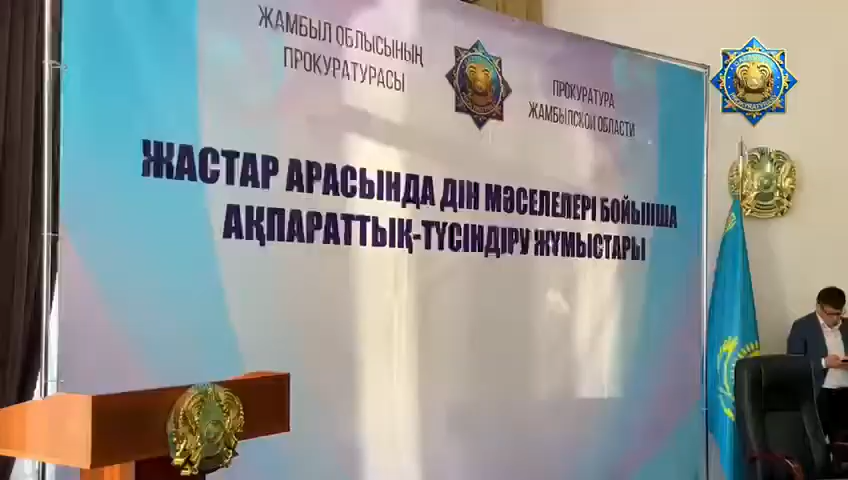 ЖАМБЫЛ ОБЛЫСЫНЫҢ
ПРОКУРАТУРАСЫ
ПРОКУРАТУРА
ЖАМБЫЛСКОЙ ОБЛАСТИ
ЖАСТАР АРАСЫНДА ДІН МӘСЕЛЕЛЕРІ БОЙЫНША
АҚПАРАТТЫҚ-ТҮСІНДІРУ ЖҰМЫСТАРЫ